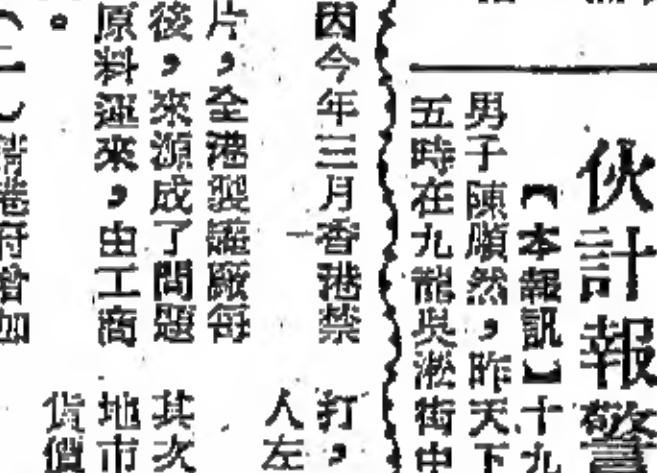 伙計報警
【本報訊】十九
男子陳順然，昨天下
五時在九龍吳淞街中
因今年三月香港禁
打，
人左
片，全港製罐廠每
後，來源成了問題
其次
原料運來，由工商
地市
。
貨價
（二）請港府增加